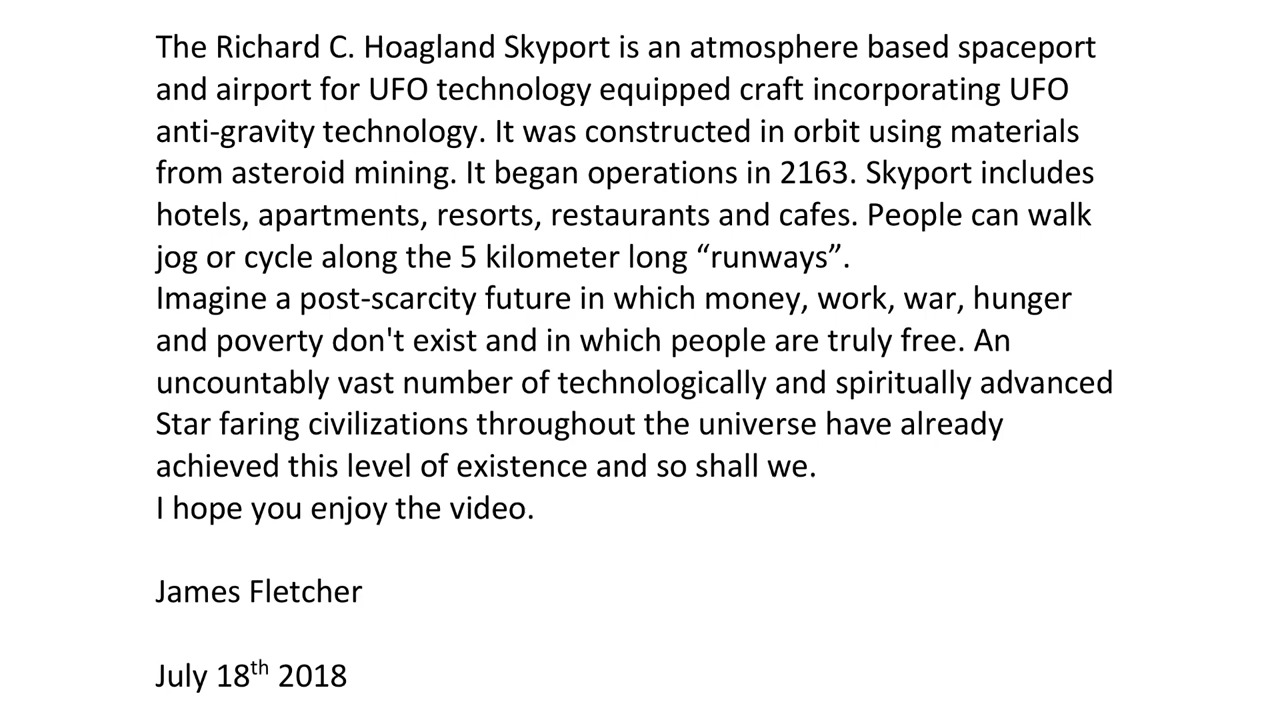 The Richard C. Hoagland Skyport is an atmosphere based spaceport
and airport for UFO technology equipped craft incorporating UFO
anti-gravity technology. It was constructed in orbit using materials
from asteroid mining. It began operations in 2163. Skyport includes
hotels, apartments, resorts, restaurants and cafes. People can walk
jog or cycle along the 5 kilometer long “runways”.
Imagine a post-scarcity future in which money, work, war, hunger
and poverty don't exist and in which people are truly free. An
uncountably vast number of technologically and spiritually advanced
Star faring civilizations throughout the universe have already
achieved this level of existence and so shall we.
I hope you enjoy the video.
James Fletcher
July 18th 2018